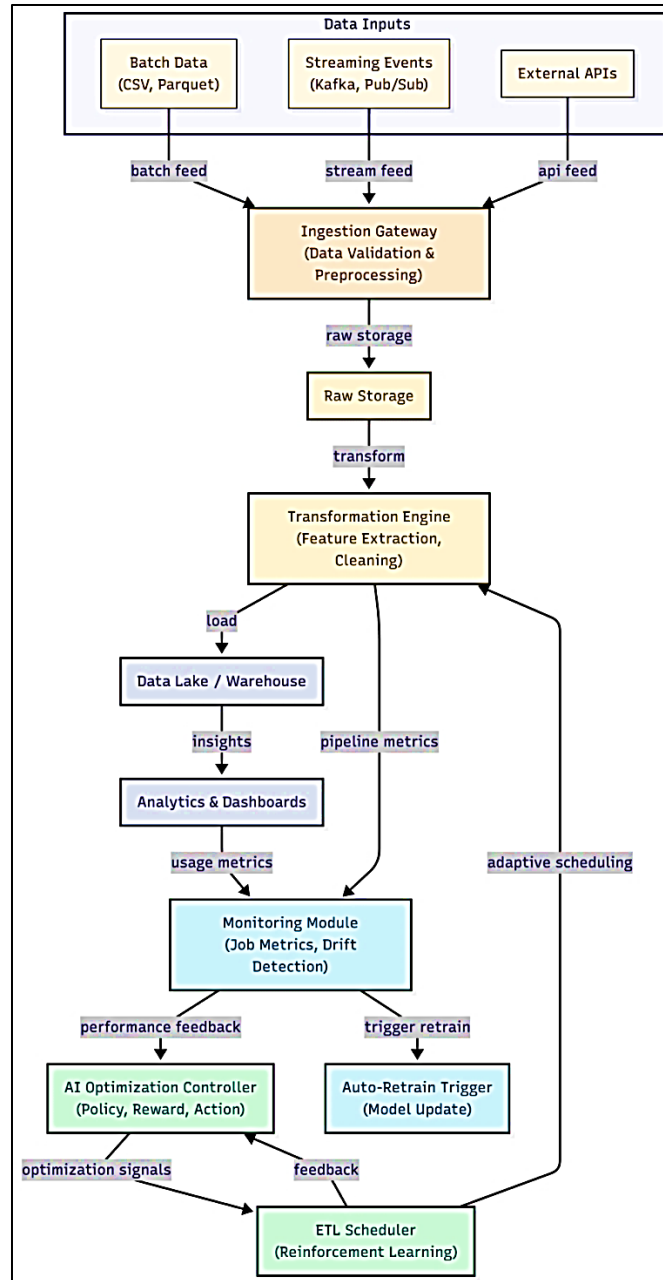 Data Inputs
Batch Data
(CSV, Parquet)
Streaming Events
(Kafka, Pub/Sub)
External APIs
batch feed
stream feed
api feed
Ingestion Gateway
(Data Validation &
Preprocessing)
raw storage
Raw Storage
transform
Transformation Engine
(Feature Extraction,
Cleaning)
load
Data Lake / Warehouse
insights
pipeline metrics
Analytics & Dashboards
usage metrics
adaptive scheduling
Monitoring Module
(Job Metrics, Drift
Detection)
performance feedback
trigger retrain
AI Optimization Controller
(Policy, Reward, Action)
Auto-Retrain Trigger
(Model Update)
optimization signals
feedback
ETL Scheduler
(Reinforcement Learning)